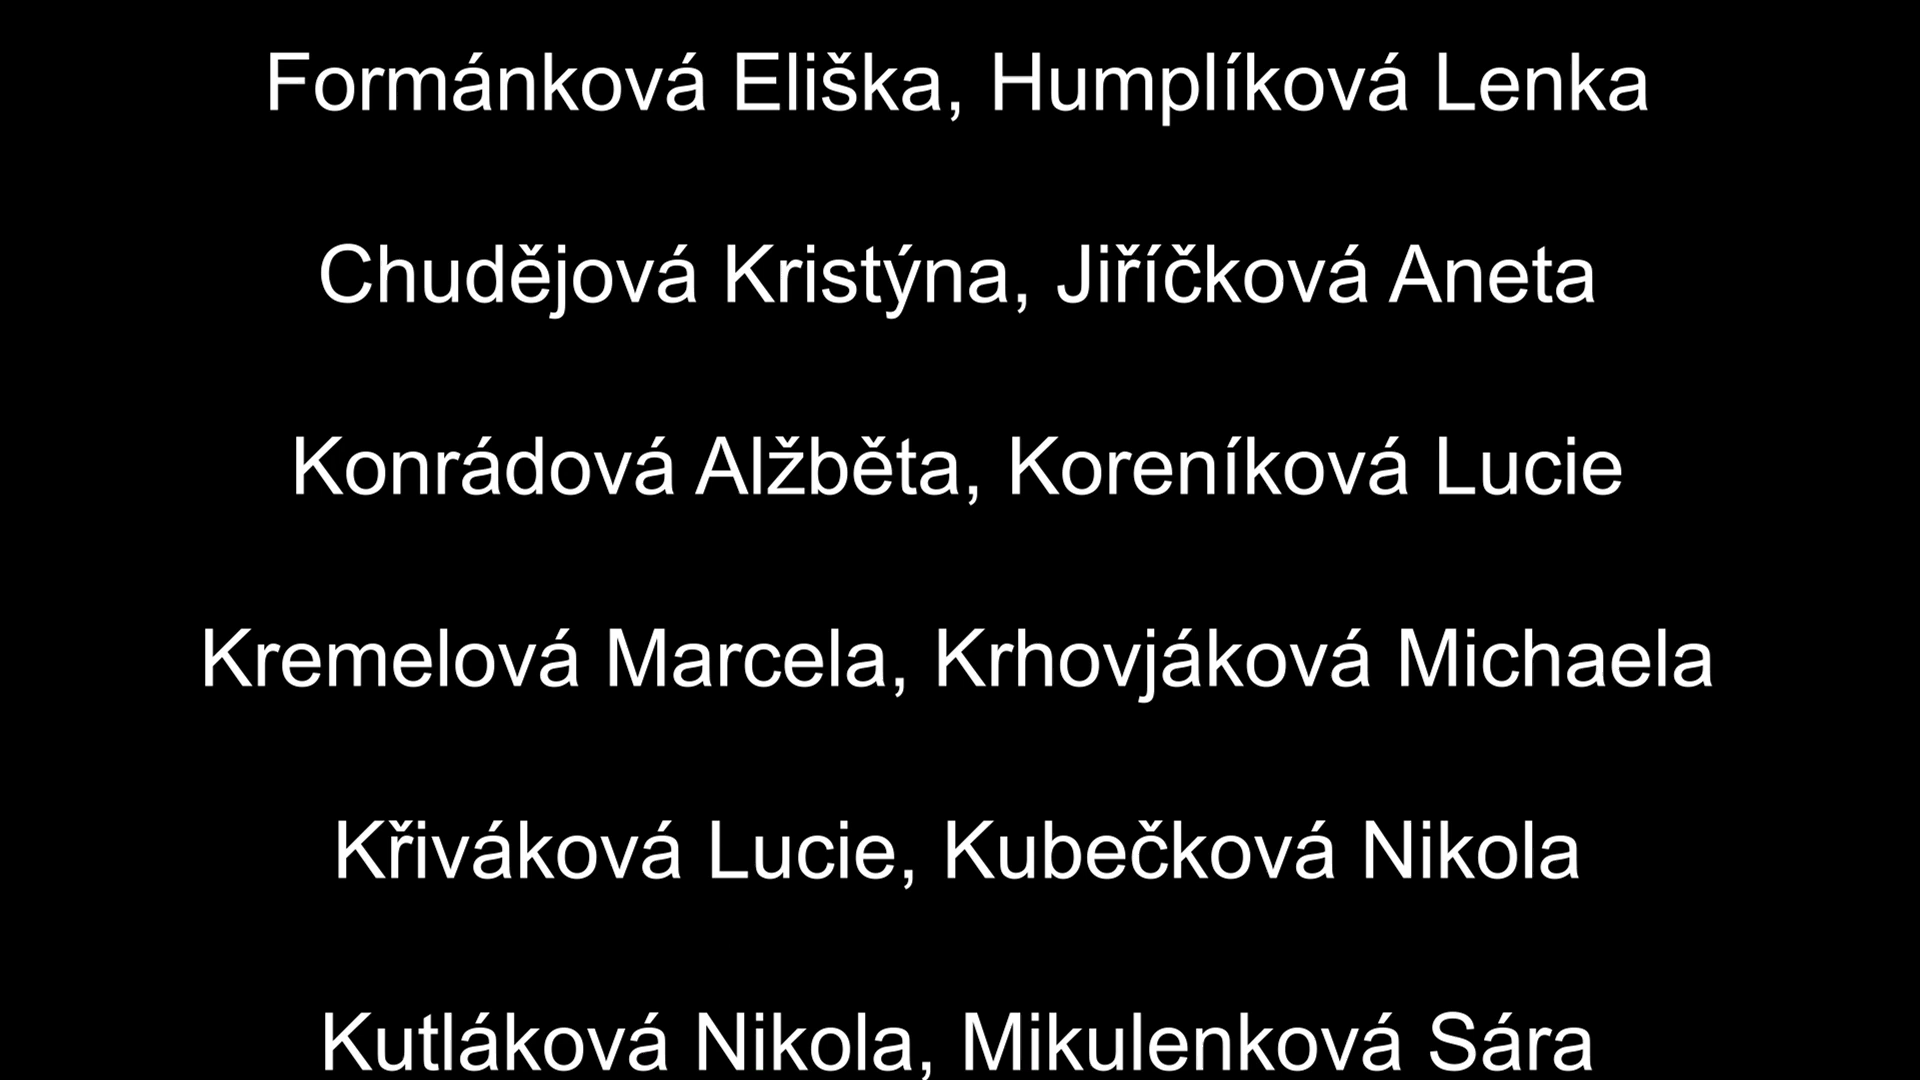 Formánková Eliška, Humplíková Lenka
Chudějová Kristýna, Jiříčková Aneta
Konrádová Alžběta, Koreníková Lucie
Kremelová Marcela, Krhovjáková Michaela
Křiváková Lucie, Kubečková Nikola
Kutláková Nikola, Mikulenková Sára